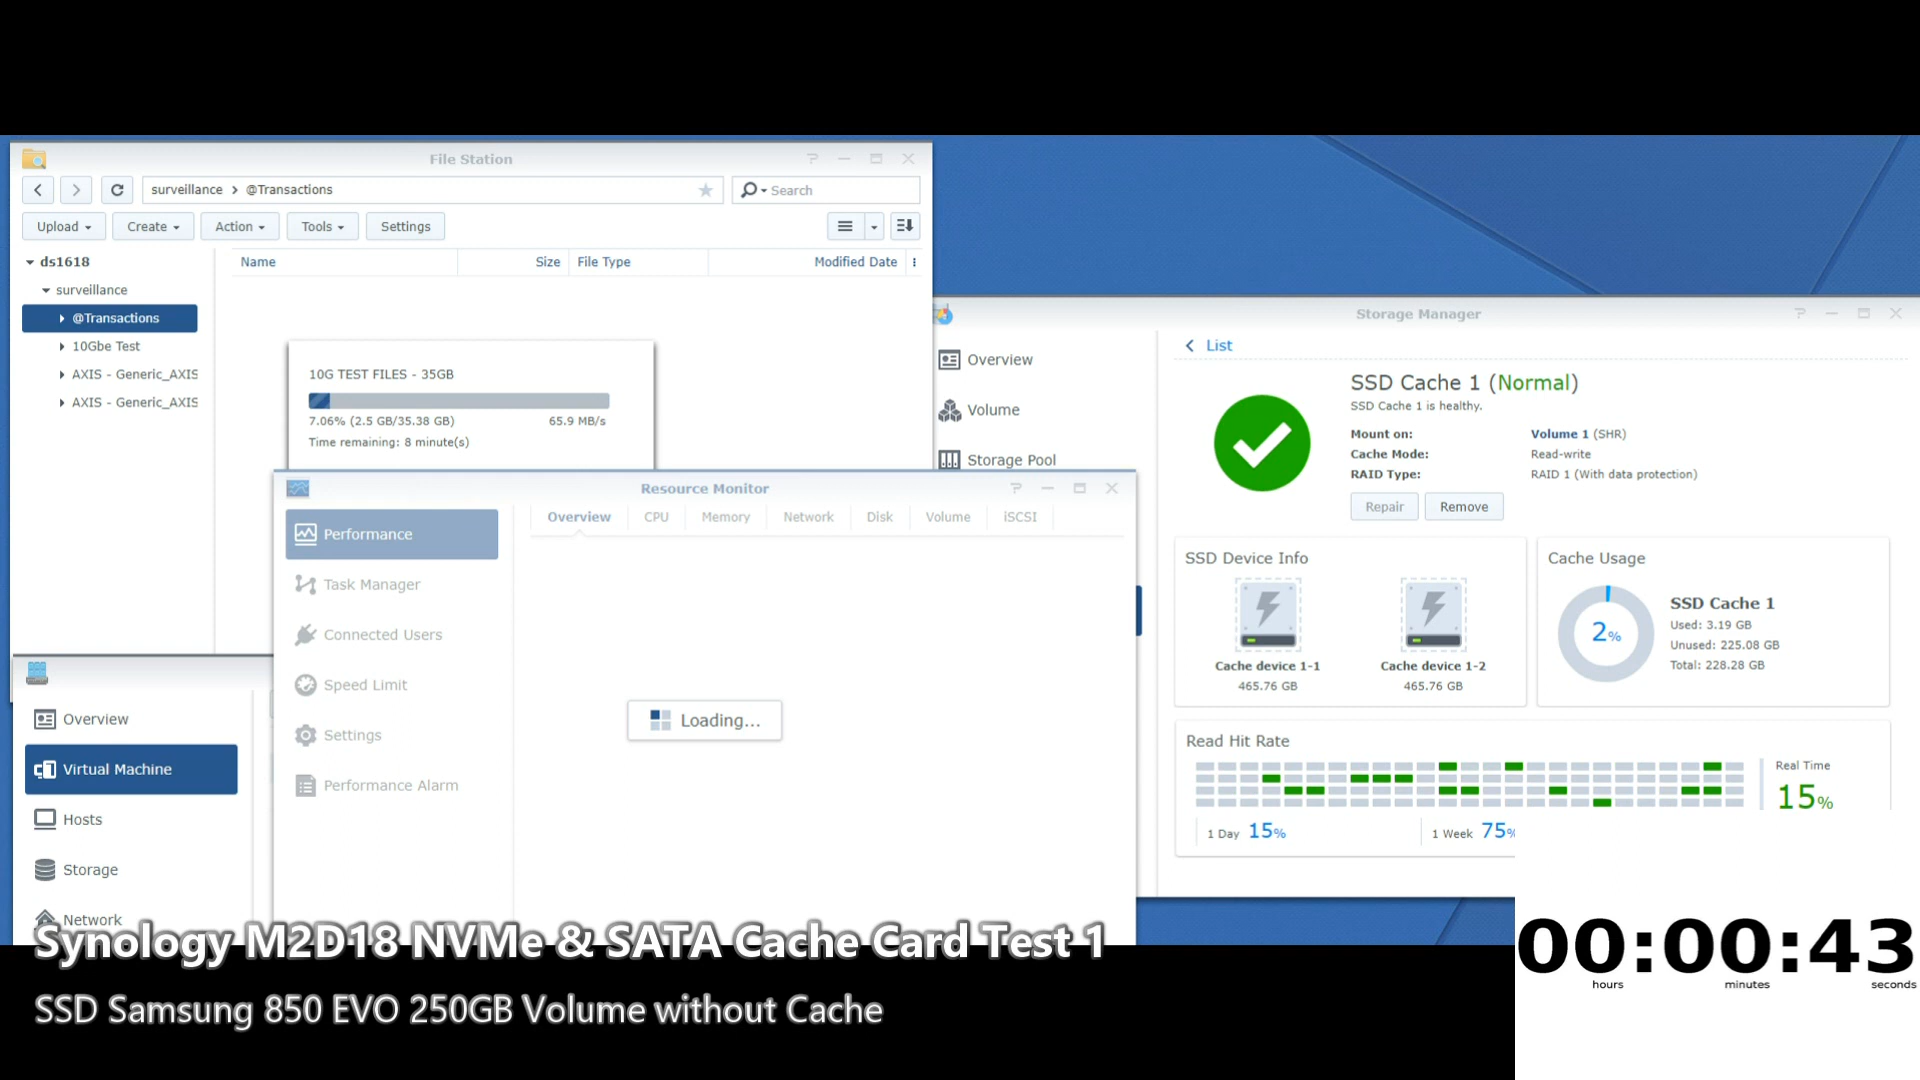 File Station
surveillance > @Transactions
Search
Upload
Create
Action
Tools
Settings
ds1618
surveillance
@Transactions
10Gbe Test
AXIS - Generic_AXIS
AXIS - Generic_AXIS
Name
Size
File Type
Modified Date
10G TEST FILES - 35GB
7.06% (2.5 GB/35.38 GB)
65.9 MB/s
Time remaining: 8 minute(s)
Resource Monitor
Performance
Task Manager
Connected Users
Speed Limit
Settings
Performance Alarm
Overview
CPU
Memory
Network
Disk
Volume
iSCSI
Loading...
Overview
Virtual Machine
Hosts
Storage
Network
Storage Manager
Overview
Volume
Storage Pool
List
SSD Cache 1 (Normal)
SSD Cache 1 is healthy.
Mount on: Volume 1 (SHR)
Cache Mode: Read-write
RAID Type: RAID 1 (With data protection)
Repair
Remove
SSD Device Info
Cache device 1-1
465.76 GB
Cache device 1-2
465.76 GB
Cache Usage
2%
SSD Cache 1
Used: 3.19 GB
Unused: 225.08 GB
Total: 228.28 GB
Read Hit Rate
Real Time
15%
1 Day 15%
1 Week 75%
Synology M2D18 NVMe & SATA Cache Card Test 1
SSD Samsung 850 EVO 250GB Volume without Cache
00:00:43
hours minutes seconds